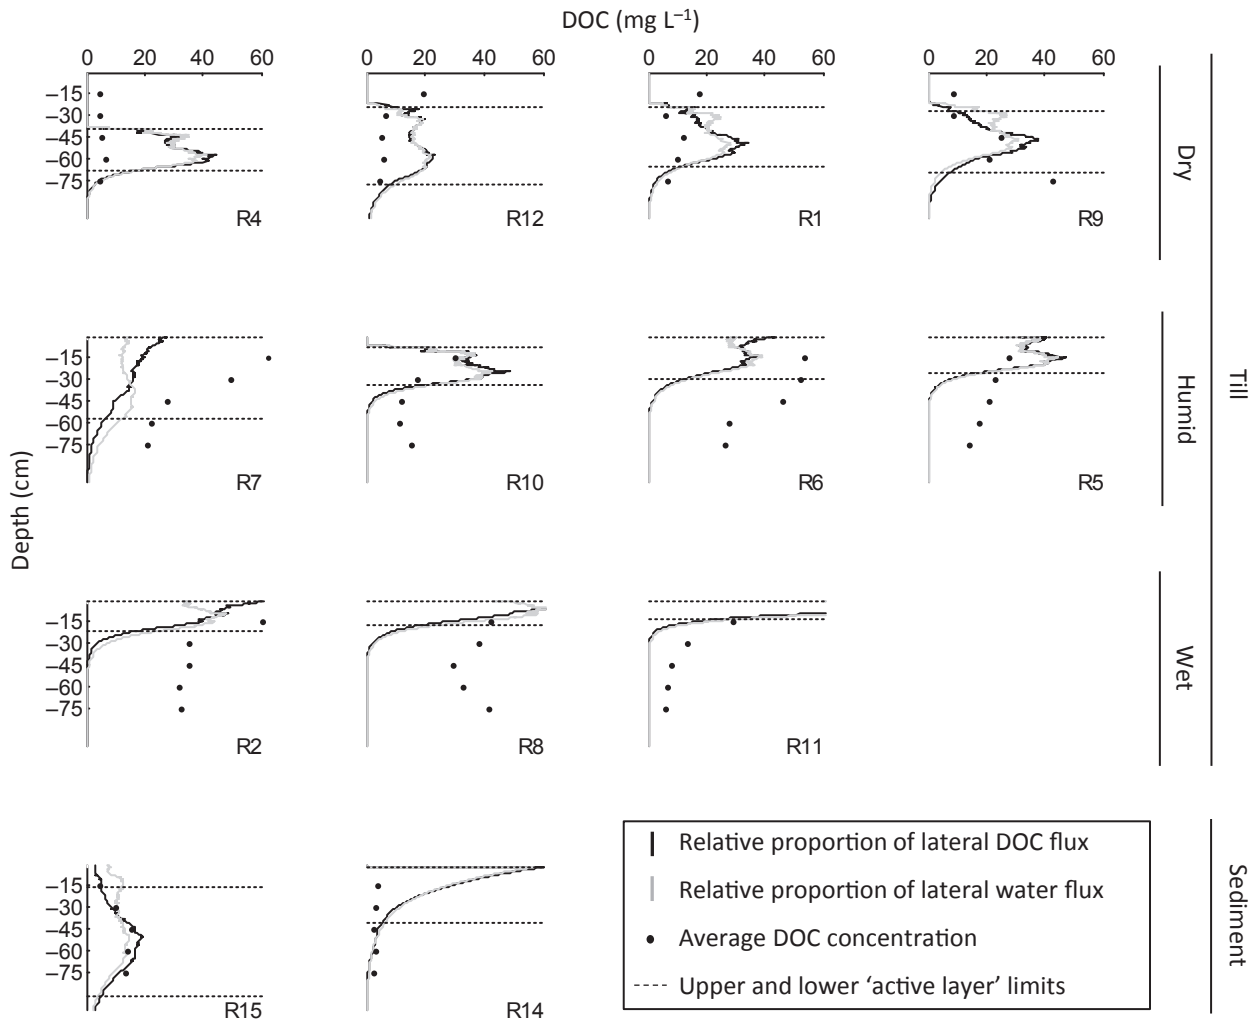 DOC (mg L⁻¹)
0 20 40 60 0 20 40 60 0 20 40 60 0 20 40 60
−15
−30
−45
−60
−75
R4 R12 R1 R9
Dry
−15
−30
−45
−60
−75
R7 R10 R6 R5
Humid
Till
Depth (cm)
−15
−30
−45
−60
−75
R2 R8 R11
Wet
−15
−30
−45
−60
−75
R15 R14
Sediment
Relative proportion of lateral DOC flux
Relative proportion of lateral water flux
Average DOC concentration
Upper and lower ‘active layer’ limits